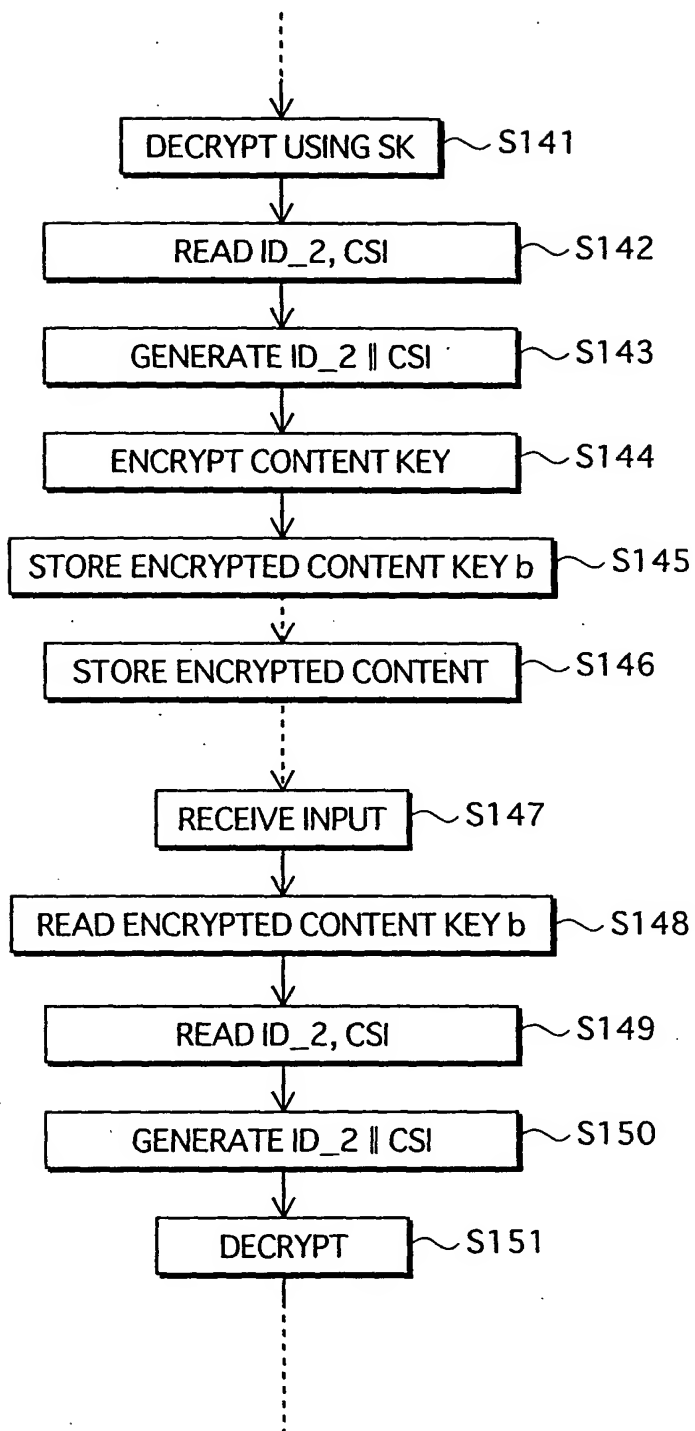 DECRYPT USING SK S141
READ ID_2, CSI S142
GENERATE ID_2 || CSI S143
ENCRYPT CONTENT KEY S144
STORE ENCRYPTED CONTENT KEY b S145
STORE ENCRYPTED CONTENT S146
RECEIVE INPUT S147
READ ENCRYPTED CONTENT KEY b S148
READ ID_2, CSI S149
GENERATE ID_2 || CSI S150
DECRYPT S151